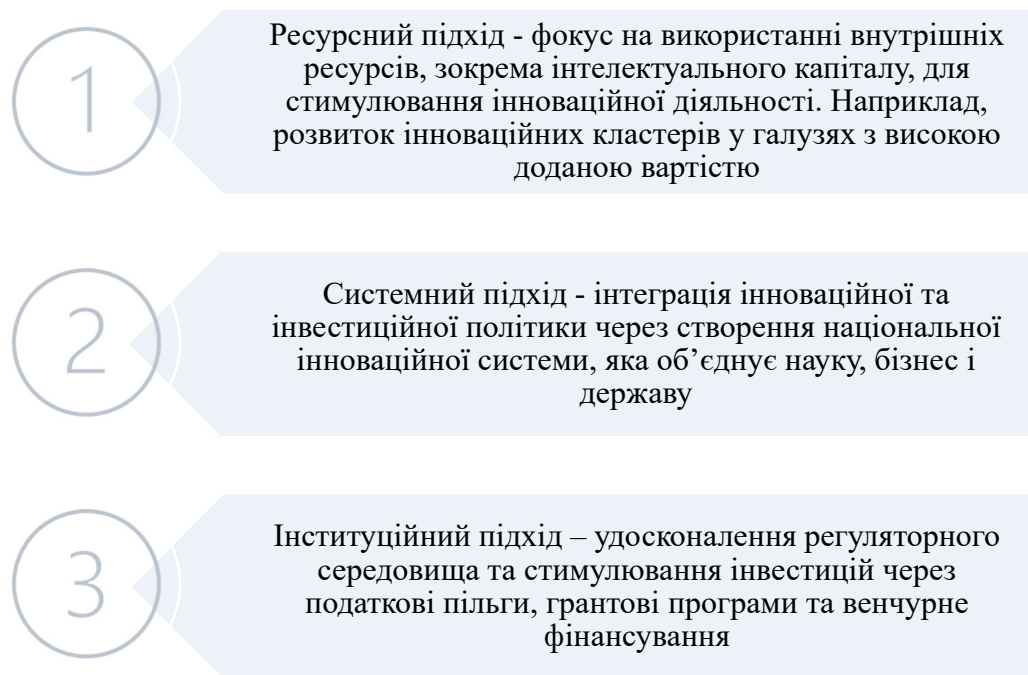 1
Ресурсний підхід - фокус на використанні внутрішніх
ресурсів, зокрема інтелектуального капіталу, для
стимулювання інноваційної діяльності. Наприклад,
розвиток інноваційних кластерів у галузях з високою
доданою вартістю
2
Системний підхід - інтеграція інноваційної та
інвестиційної політики через створення національної
інноваційної системи, яка об’єднує науку, бізнес і
державу
3
Інституційний підхід – удосконалення регуляторного
середовища та стимулювання інвестицій через
податкові пільги, грантові програми та венчурне
фінансування